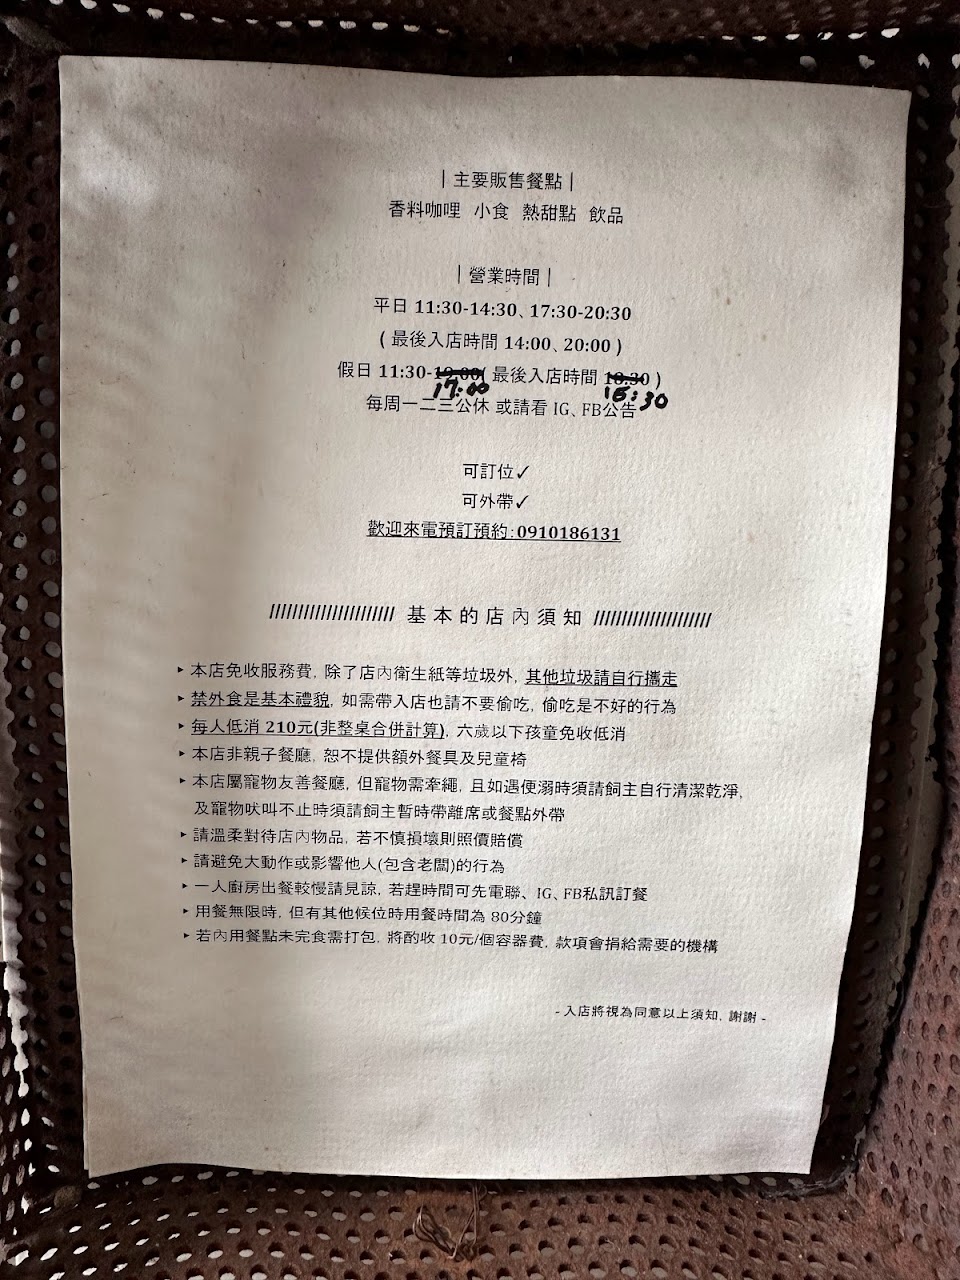 | 主要販售餐點 |
香料咖哩 小食 熱甜點 飲品
| 營業時間 |
平日 11:30-14:30、17:30-20:30
( 最後入店時間 14:00、20:00 )
假日 11:30-19:00( 最後入店時間 18:30 )
17:00 16:30
每周一二三公休 或請看 IG、FB公告
可訂位✓
可外帶✓
歡迎來電預訂預約:0910186131
////////////////////// 基本的店內須知 //////////////////////
▸ 本店免收服務費, 除了店內衛生紙等垃圾外, 其他垃圾請自行攜走
▸ 禁外食是基本禮貌, 如需帶入店也請不要偷吃, 偷吃是不好的行為
▸ 每人低消 210元(非整桌合併計算), 六歲以下孩童免收低消
▸ 本店非親子餐廳, 恕不提供額外餐具及兒童椅
▸ 本店屬寵物友善餐廳, 但寵物需牽繩, 且如遇便溺時須請飼主自行清潔乾淨,
及寵物吠叫不止時須請飼主暫時帶離席或餐點外帶
▸ 請溫柔對待店內物品, 若不慎損壞則照價賠償
▸ 請避免大動作或影響他人(包含老闆)的行為
▸ 一人廚房出餐較慢請見諒, 若趕時間可先電聯、IG、FB私訊訂餐
▸ 用餐無限時, 但有其他候位時用餐時間為 80分鐘
▸ 若內用餐點未完食需打包, 將酌收 10元/個容器費, 款項會捐給需要的機構
- 入店將視為同意以上須知, 謝謝 -